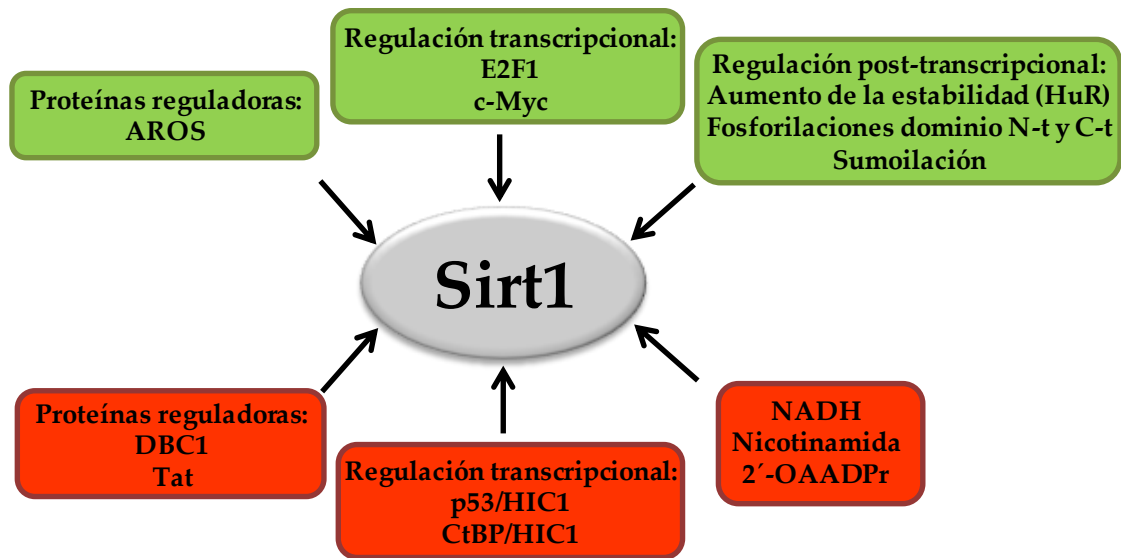 Proteínas reguladoras:
AROS
Regulación transcripcional:
E2F1
c-Myc
Regulación post-transcripcional:
Aumento de la estabilidad (HuR)
Fosforilaciones dominio N-t y C-t
Sumoilación
Sirt1
Proteínas reguladoras:
DBC1
Tat
Regulación transcripcional:
p53/HIC1
CtBP/HIC1
NADH
Nicotinamida
2´-OAADPr